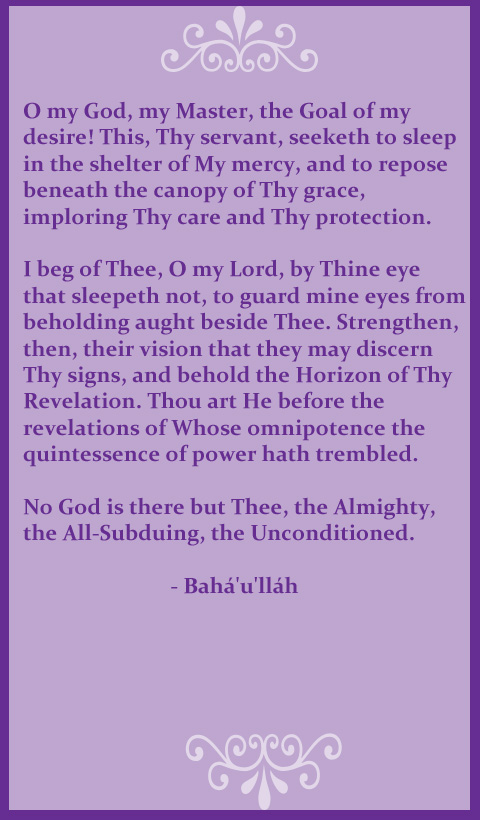 O my God, my Master, the Goal of my
desire! This, Thy servant, seeketh to sleep
in the shelter of My mercy, and to repose
beneath the canopy of Thy grace,
imploring Thy care and Thy protection.
I beg of Thee, O my Lord, by Thine eye
that sleepeth not, to guard mine eyes from
beholding aught beside Thee. Strengthen,
then, their vision that they may discern
Thy signs, and behold the Horizon of Thy
Revelation. Thou art He before the
revelations of Whose omnipotence the
quintessence of power hath trembled.
No God is there but Thee, the Almighty,
the All-Subduing, the Unconditioned.
- Bahá'u'lláh